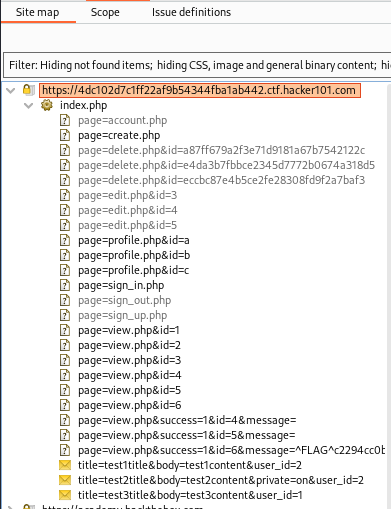 Site map Scope Issue definitions
Filter: Hiding not found items; hiding CSS, image and general binary content; hi
https://4dc102d7c1ff22af9b54344fba1ab442.ctf.hacker101.com
index.php
page=account.php
page=create.php
page=delete.php&id=a87ff679a2f3e71d9181a67b7542122c
page=delete.php&id=e4da3b7fbbce2345d7772b0674a318d5
page=delete.php&id=eccbc87e4b5ce2fe28308fd9f2a7baf3
page=edit.php&id=3
page=edit.php&id=4
page=edit.php&id=5
page=profile.php&id=a
page=profile.php&id=b
page=profile.php&id=c
page=sign_in.php
page=sign_out.php
page=sign_up.php
page=view.php&id=1
page=view.php&id=2
page=view.php&id=3
page=view.php&id=4
page=view.php&id=5
page=view.php&id=6
page=view.php&success=1&id=4&message=
page=view.php&success=1&id=5&message=
page=view.php&success=1&id=6&message=^FLAG^c2294cc0b
title=test1title&body=test1content&user_id=2
title=test2title&body=test2content&private=on&user_id=2
title=test3title&body=test3content&user_id=1